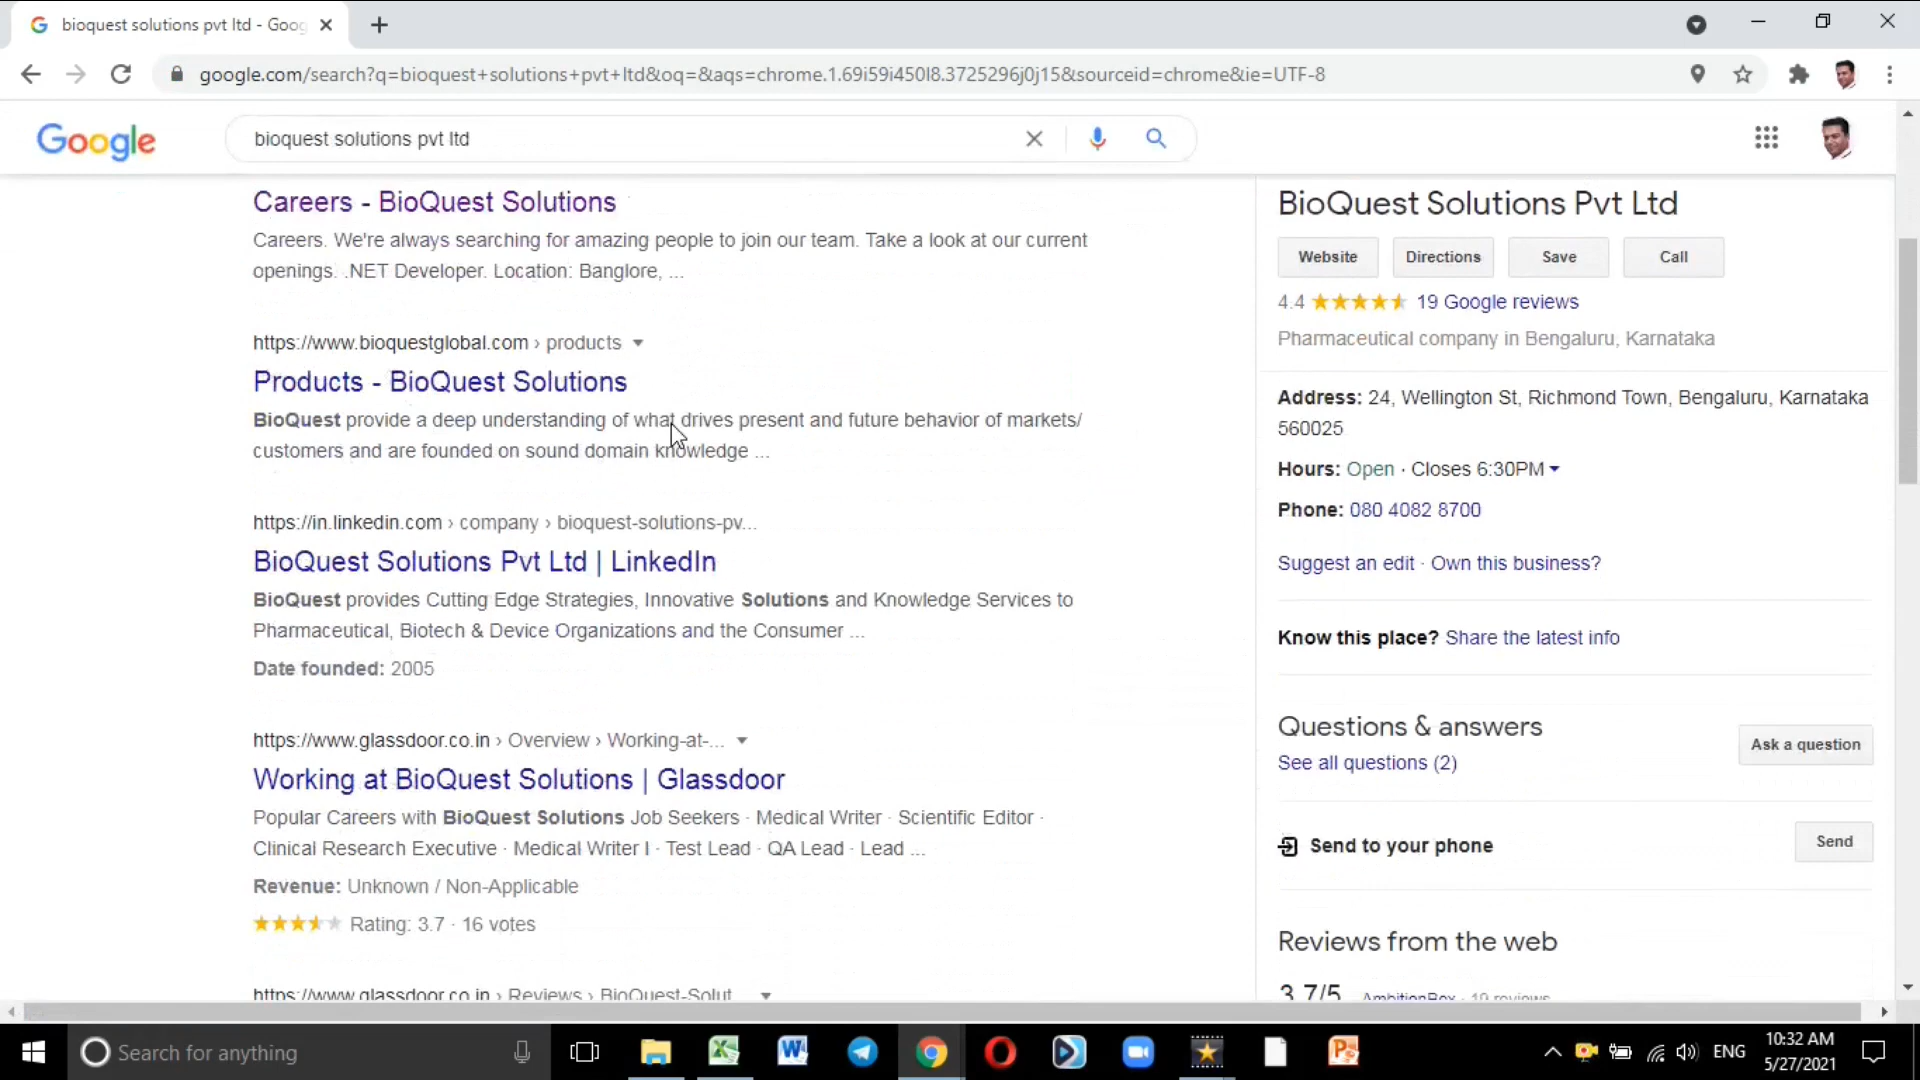 bioquest solutions pvt ltd - Goog
google.com/search?q=bioquest+solutions+pvt+ltd&oq=&aqs=chrome.1.69i59i450l8.3725296j0j15&sourceid=chrome&ie=UTF-8
Google
bioquest solutions pvt ltd
Careers - BioQuest Solutions
Careers. We're always searching for amazing people to join our team. Take a look at our current
openings. .NET Developer. Location: Banglore, ...
https://www.bioquestglobal.com › products
Products - BioQuest Solutions
BioQuest provide a deep understanding of what drives present and future behavior of markets/
customers and are founded on sound domain knowledge ...
https://in.linkedin.com › company › bioquest-solutions-pv...
BioQuest Solutions Pvt Ltd | LinkedIn
BioQuest provides Cutting Edge Strategies, Innovative Solutions and Knowledge Services to
Pharmaceutical, Biotech & Device Organizations and the Consumer ...
Date founded: 2005
https://www.glassdoor.co.in › Overview › Working-at-...
Working at BioQuest Solutions | Glassdoor
Popular Careers with BioQuest Solutions Job Seekers · Medical Writer · Scientific Editor ·
Clinical Research Executive · Medical Writer I · Test Lead · QA Lead · Lead ...
Revenue: Unknown / Non-Applicable
Rating: 3.7 · 16 votes
https://www.glassdoor.co.in › Reviews › BioQuest-Solut...
BioQuest Solutions Pvt Ltd
Website Directions Save Call
4.4 19 Google reviews
Pharmaceutical company in Bengaluru, Karnataka
Address: 24, Wellington St, Richmond Town, Bengaluru, Karnataka
560025
Hours: Open · Closes 6:30PM
Phone: 080 4082 8700
Suggest an edit · Own this business?
Know this place? Share the latest info
Questions & answers
See all questions (2)
Ask a question
Send to your phone
Send
Reviews from the web
3.7/5 AmbitionBox · 19 reviews
Search for anything
ENG
10:32 AM
5/27/2021